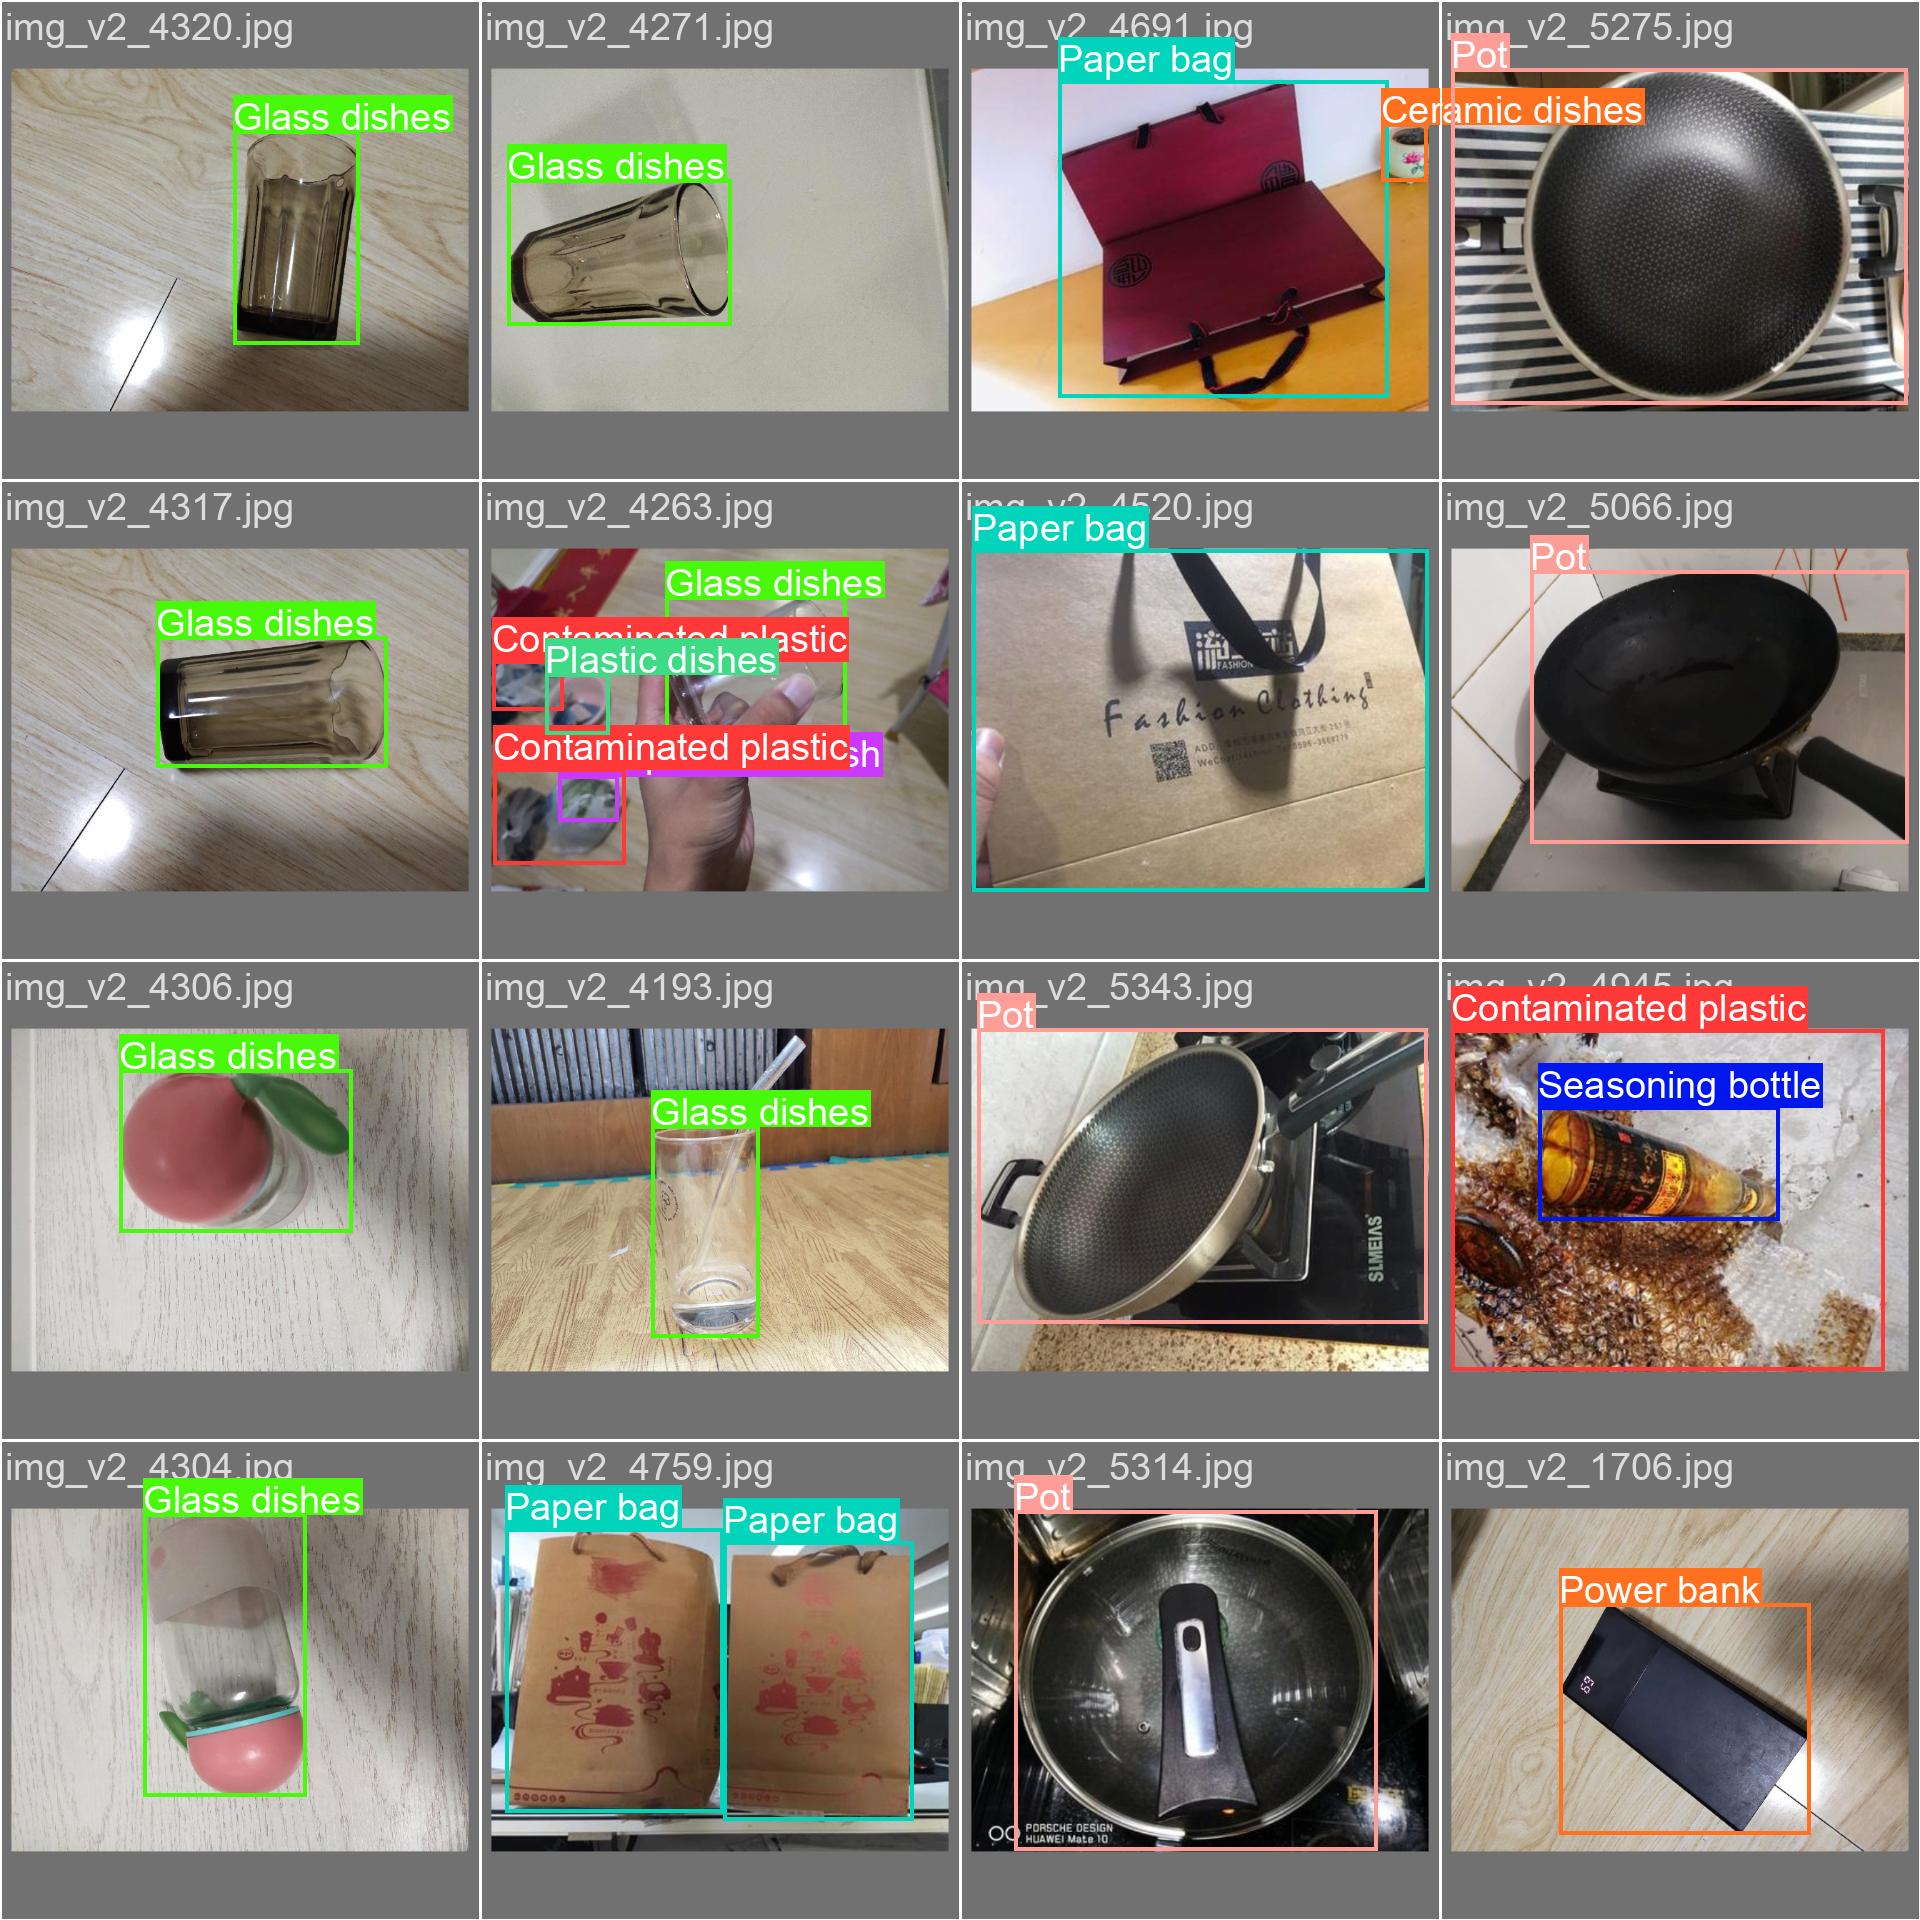 img_v2_4320.jpg
img_v2_4271.jpg
img_v2_4691.jpg
img_v2_5275.jpg
Glass dishes
Glass dishes
Paper bag
Ceramic dishes
Pot
img_v2_4317.jpg
img_v2_4263.jpg
img_v2_4520.jpg
img_v2_5066.jpg
Glass dishes
Glass dishes
Contaminated plastic
Plastic dishes
Contaminated plastic
sh
Paper bag
FASHION
Fashion Clothing
Pot
img_v2_4306.jpg
img_v2_4193.jpg
img_v2_5343.jpg
img_v2_4945.jpg
Glass dishes
Glass dishes
Pot
SLMEIAS
Contaminated plastic
Seasoning bottle
img_v2_4304.jpg
img_v2_4759.jpg
img_v2_5314.jpg
img_v2_1706.jpg
Glass dishes
Paper bag
Paper bag
Pot
PORSCHE DESIGN
HUAWEI Mate 10
Power bank
63